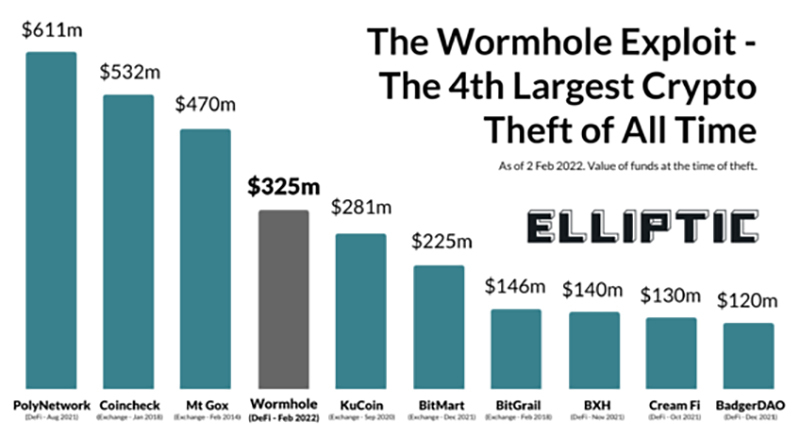 $611m
$532m
$470m
$325m
$281m
$225m
$146m
$140m
$130m
$120m
The Wormhole Exploit -
The 4th Largest Crypto
Theft of All Time
As of 2 Feb 2022. Value of funds at the time of theft.
ELLIPTIC
PolyNetwork Coincheck Mt Gox Wormhole KuCoin BitMart BitGrail BXH Cream Fi BadgerDAO
(DeFi - Aug 2021) (Exchange - Jan 2018) (Exchange - Feb 2014) (DeFi - Feb 2022) (Exchange - Sep 2020) (Exchange - Dec 2021) (Exchange - Feb 2018) (DeFi - Nov 2021) (DeFi - Oct 2021) (DeFi - Dec 2021)